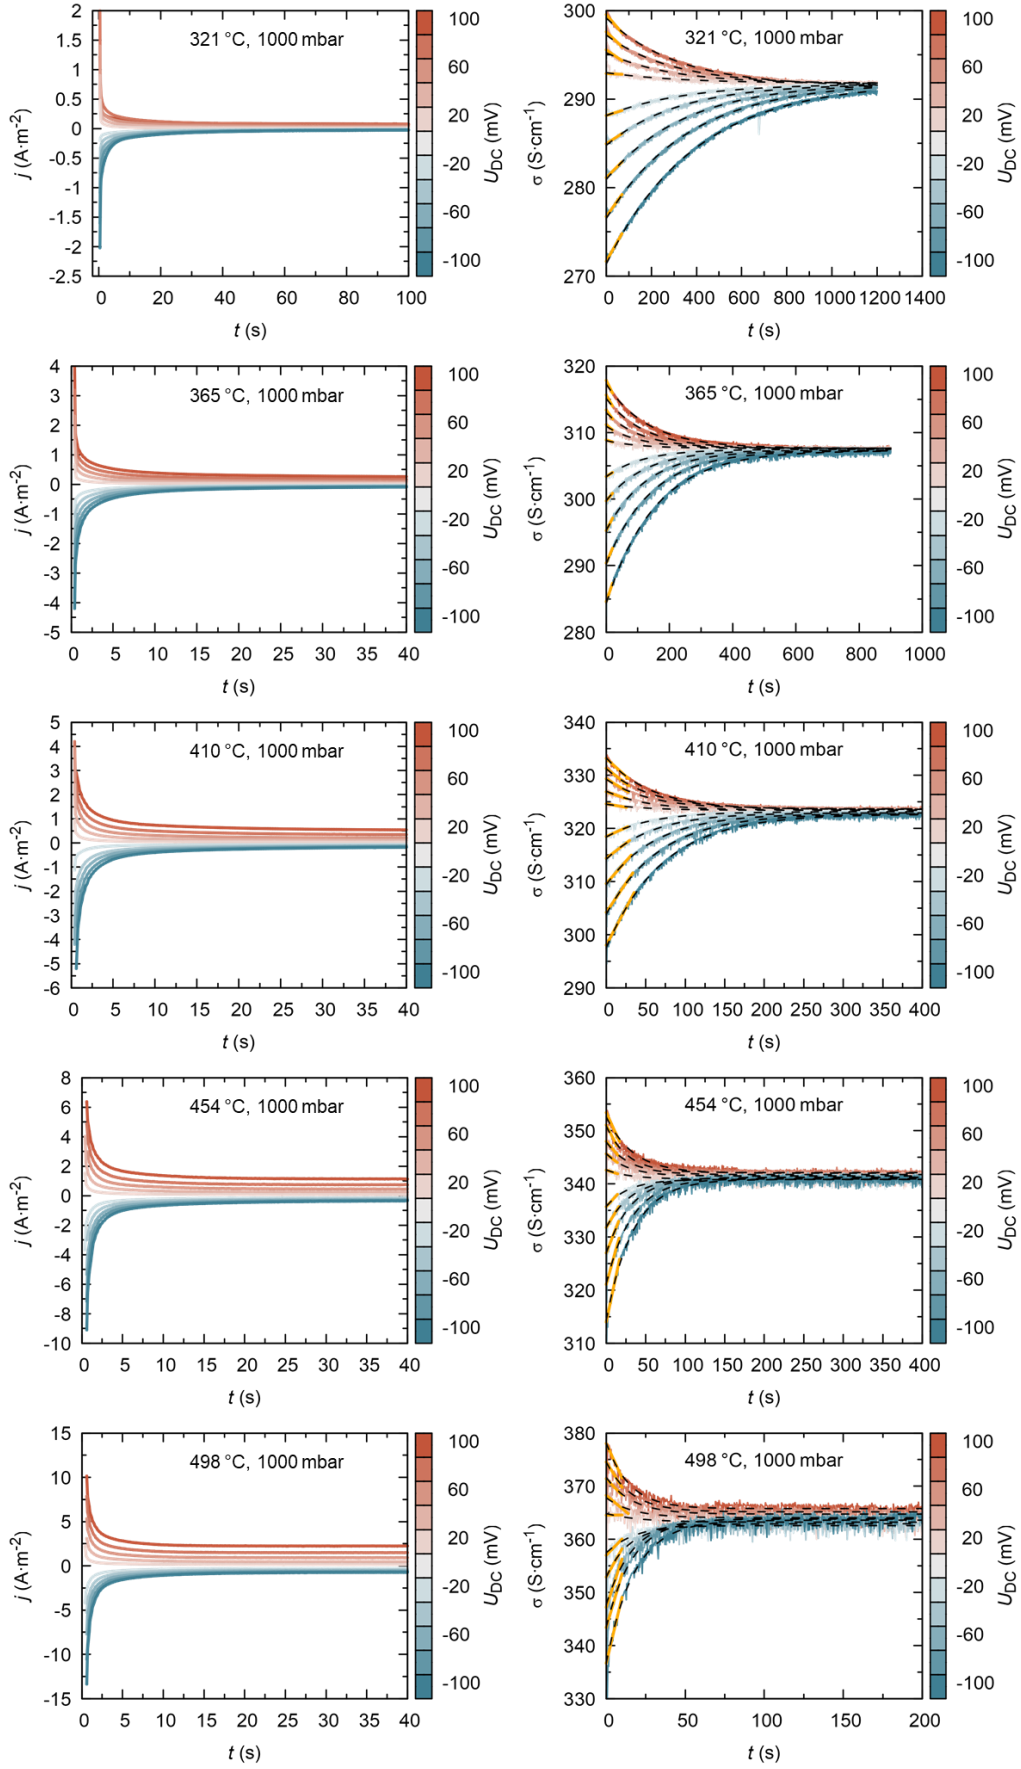 321 °C, 1000 mbar
j (A·m-2)
2
1.5
1
0.5
0
-0.5
-1
-1.5
-2
-2.5
0 20 40 60 80 100
t (s)
100
60
20
-20
-60
-100
UDC (mV)
321 °C, 1000 mbar
σ (S·cm-1)
300
290
280
270
0 200 400 600 800 1000 1200 1400
t (s)
100
60
20
-20
-60
-100
UDC (mV)
365 °C, 1000 mbar
j (A·m-2)
4
3
2
1
0
-1
-2
-3
-4
-5
0 5 10 15 20 25 30 35 40
t (s)
100
60
20
-20
-60
-100
UDC (mV)
365 °C, 1000 mbar
σ (S·cm-1)
320
310
300
290
280
0 200 400 600 800 1000
t (s)
100
60
20
-20
-60
-100
UDC (mV)
410 °C, 1000 mbar
j (A·m-2)
5
4
3
2
1
0
-1
-2
-3
-4
-5
-6
0 5 10 15 20 25 30 35 40
t (s)
100
60
20
-20
-60
-100
UDC (mV)
410 °C, 1000 mbar
σ (S·cm-1)
340
330
320
310
300
290
0 50 100 150 200 250 300 350 400
t (s)
100
60
20
-20
-60
-100
UDC (mV)
454 °C, 1000 mbar
j (A·m-2)
8
6
4
2
0
-2
-4
-6
-8
-10
0 5 10 15 20 25 30 35 40
t (s)
100
60
20
-20
-60
-100
UDC (mV)
454 °C, 1000 mbar
σ (S·cm-1)
360
350
340
330
320
310
0 50 100 150 200 250 300 350 400
t (s)
100
60
20
-20
-60
-100
UDC (mV)
498 °C, 1000 mbar
j (A·m-2)
15
10
5
0
-5
-10
-15
0 5 10 15 20 25 30 35 40
t (s)
100
60
20
-20
-60
-100
UDC (mV)
498 °C, 1000 mbar
σ (S·cm-1)
380
370
360
350
340
330
0 50 100 150 200
t (s)
100
60
20
-20
-60
-100
UDC (mV)